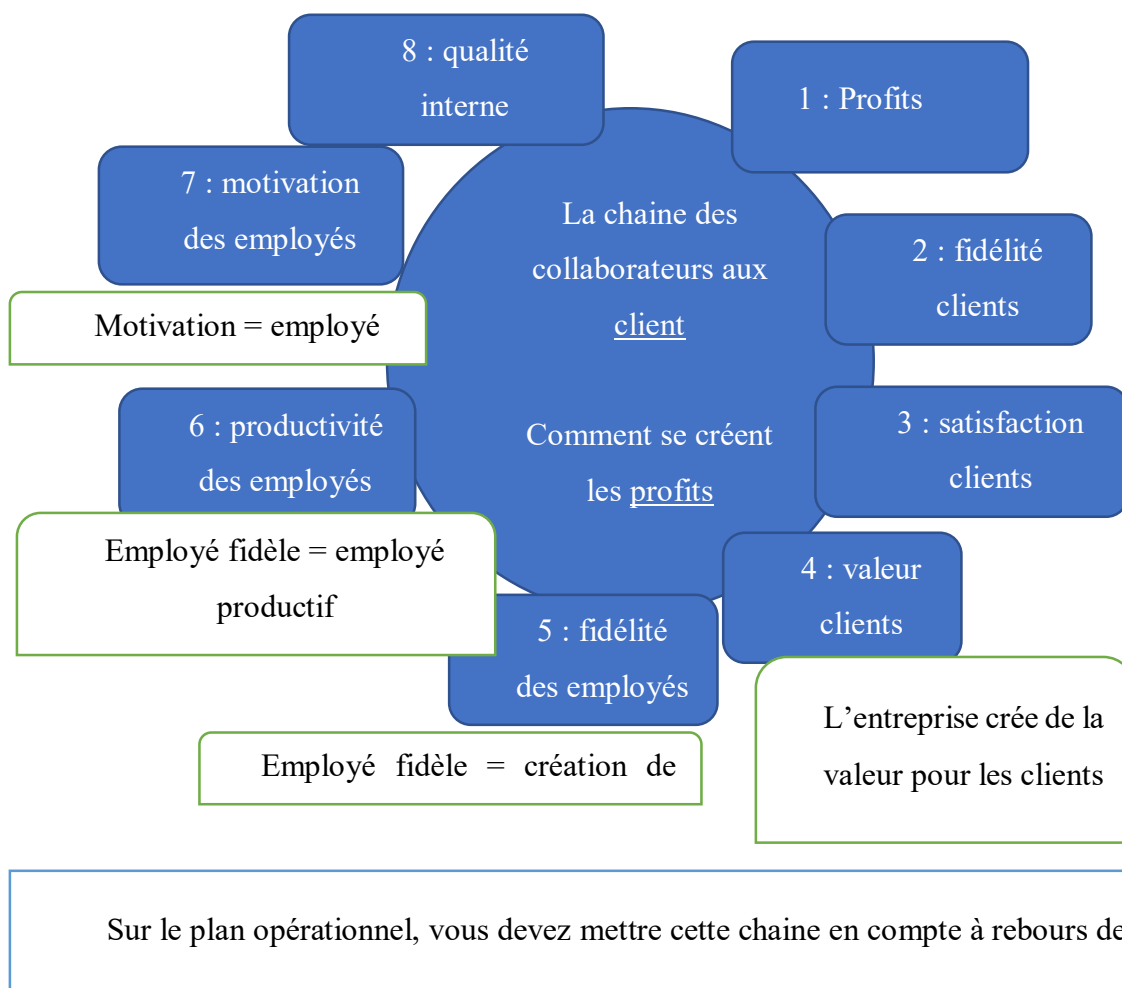 8 : qualité
interne
1 : Profits
7 : motivation
des employés
La chaine des
collaborateurs aux
client
2 : fidélité
clients
Motivation = employé
6 : productivité
des employés
Comment se créent
les profits
3 : satisfaction
clients
Employé fidèle = employé
productif
4 : valeur
clients
5 : fidélité
des employés
L’entreprise crée de la
valeur pour les clients
Employé fidèle = création de
Sur le plan opérationnel, vous devez mettre cette chaine en compte à rebours de